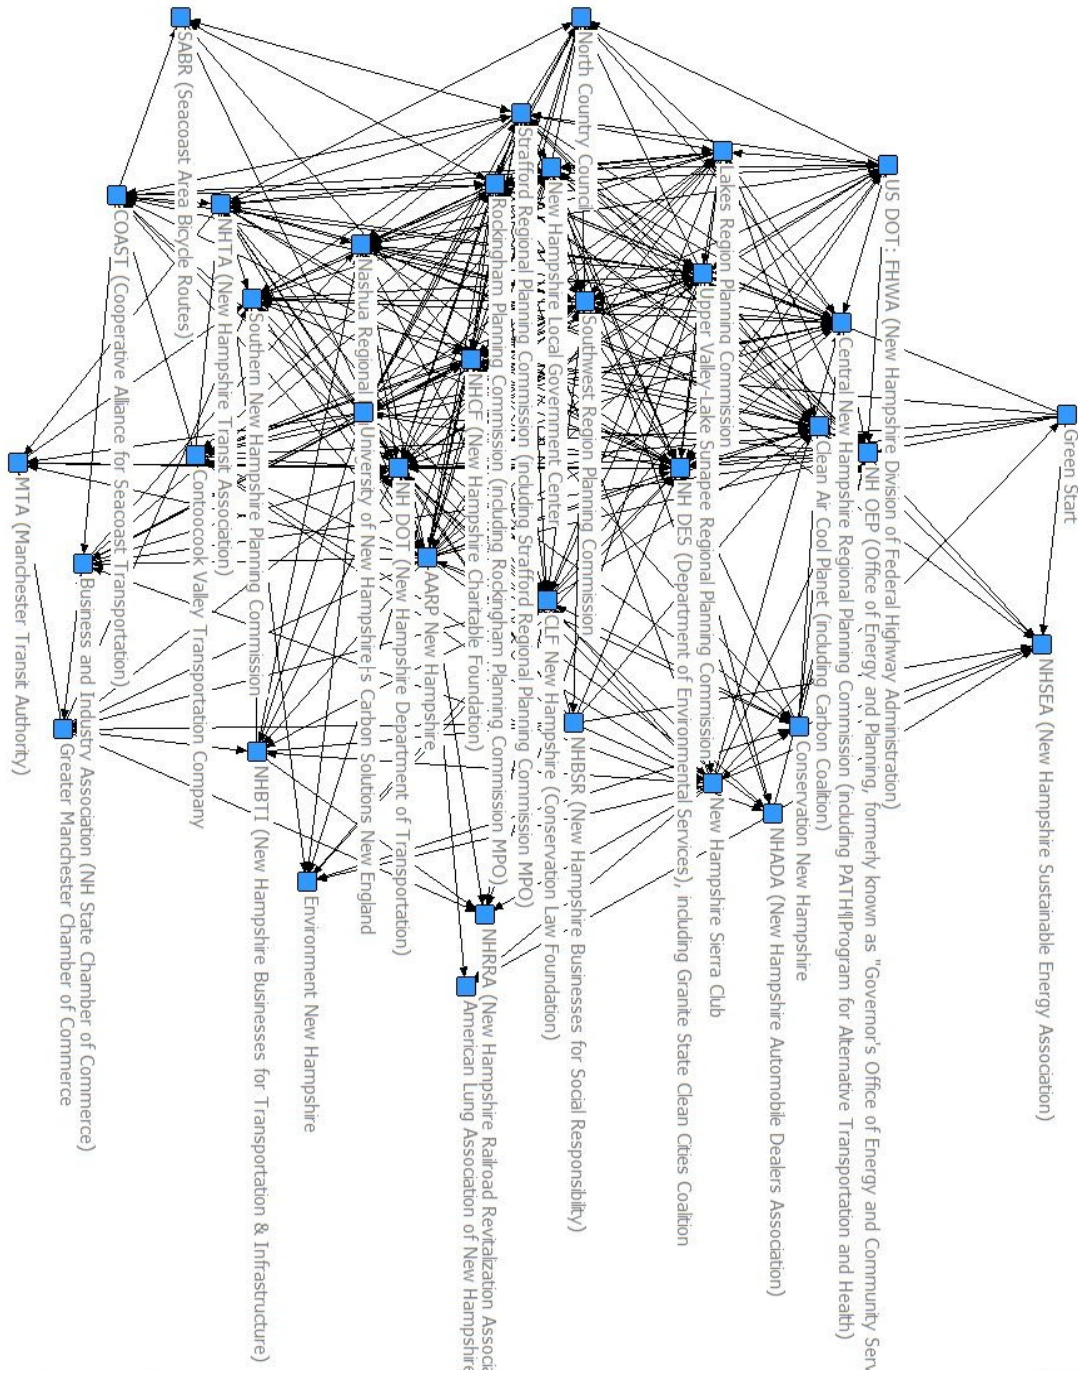 Green Start
NHSEA (New Hampshire Sustainable Energy Association)
US DOT: FHWA (New Hampshire Division of Federal Highway Administration)
NH OEP (Office of Energy and Planning, formerly known as "Governor's Office of Energy and Community Serv
Central New Hampshire Regional Planning Commission (including PATH¶Program for Alternative Transportation and Health)
Clean Air Cool Planet (including Carbon Coalition)
Conservation New Hampshire
NHADA (New Hampshire Automobile Dealers Association)
Lakes Region Planning Commission
New Hampshire Sierra Club
Upper Valley Lake Sunapee Regional Planning Commission
NH DES (Department of Environmental Services), including Granite State Clean Cities Coalition
Southwest Region Planning Commission
North Country Council
NHBSR (New Hampshire Businesses for Social Responsibility)
New Hampshire Local Government Center
CLF New Hampshire (Conservation Law Foundation)
Strafford Regional Planning Commission (including Strafford Regional Planning Commission MPO)
Rockingham Planning Commission (including Rockingham Planning Commission MPO)
NHRRA (New Hampshire Railroad Revitalization Associ
NHCF (New Hampshire Charitable Foundation)
American Lung Association of New Hampshire
AARP New Hampshire
NH DOT (New Hampshire Department of Transportation)
University of New Hampshire's Carbon Solutions New England
Nashua Regional
Environment New Hampshire
NHBTI (New Hampshire Businesses for Transportation & Infrastructure)
Southern New Hampshire Planning Commission
NHTA (New Hampshire Transit Association)
Contoocook Valley Transportation Company
SABR (Seacoast Area Bicycle Routes)
COAST (Cooperative Alliance for Seacoast Transportation)
Business and Industry Association (NH State Chamber of Commerce)
Greater Manchester Chamber of Commerce
MTA (Manchester Transit Authority)